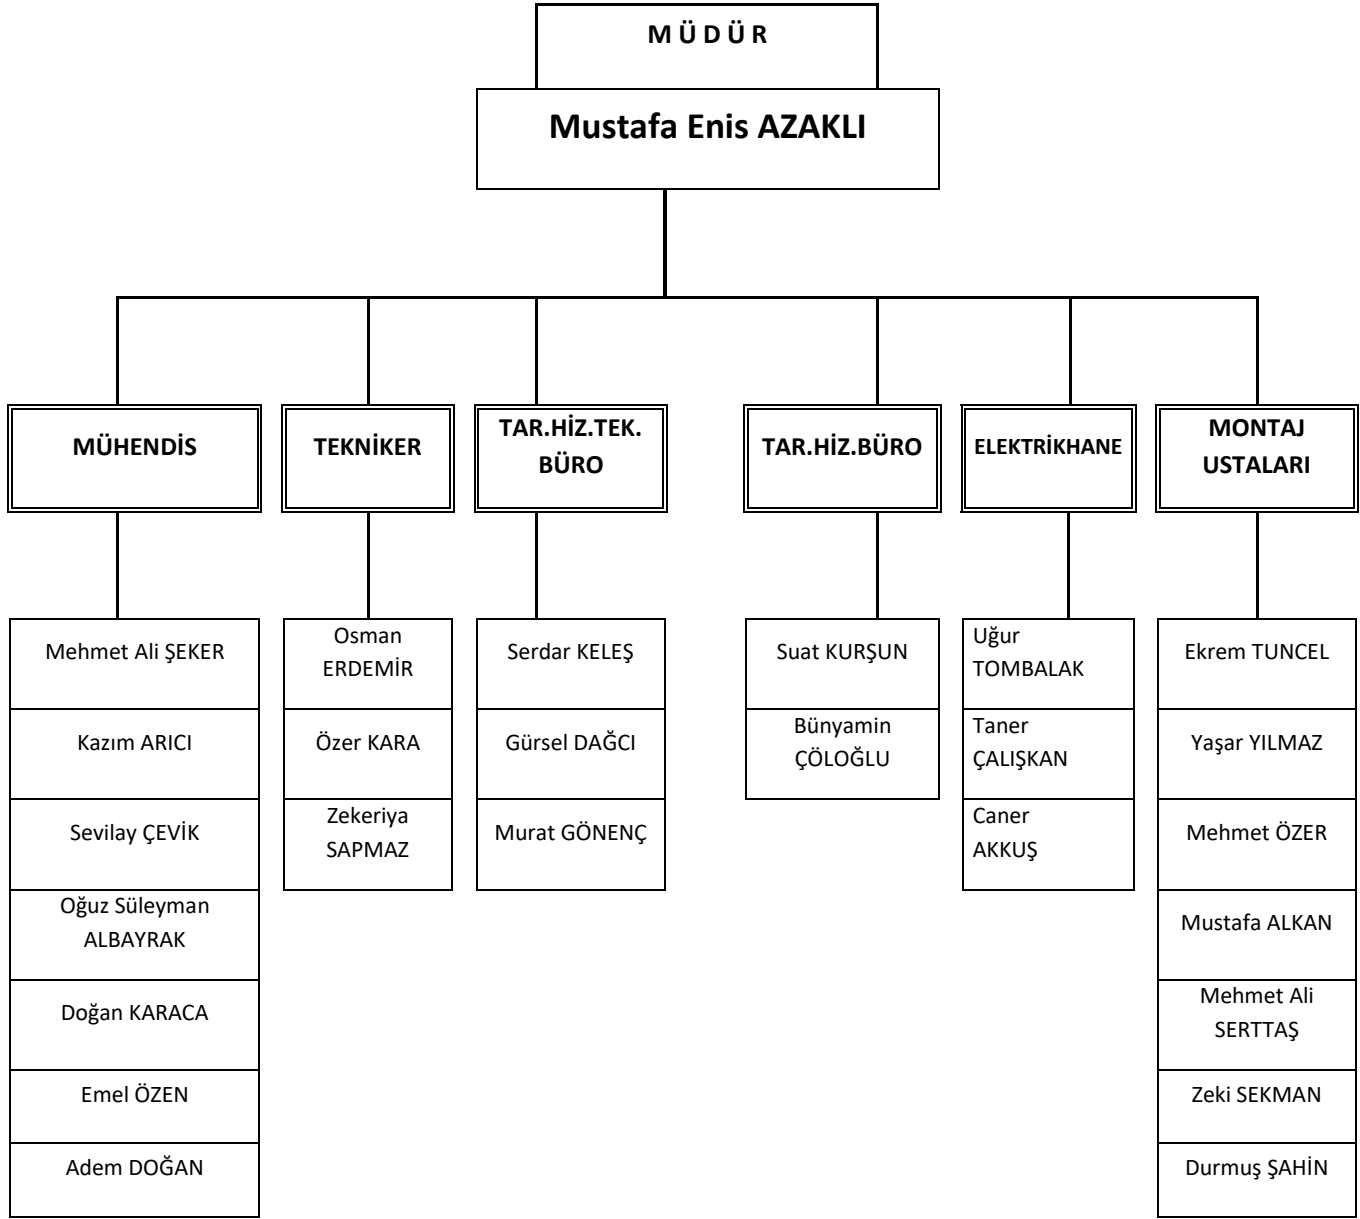 M Ü D Ü R
Mustafa Enis AZAKLI
MÜHENDİS
TEKNİKER
TAR.HİZ.TEK.
BÜRO
TAR.HİZ.BÜRO
ELEKTRİKHANE
MONTAJ
USTALARI
Mehmet Ali ŞEKER
Kazım ARICI
Sevilay ÇEVİK
Oğuz Süleyman
ALBAYRAK
Doğan KARACA
Emel ÖZEN
Adem DOĞAN
Osman
ERDEMİR
Özer KARA
Zekeriya
SAPMAZ
Serdar KELEŞ
Gürsel DAĞCI
Murat GÖNENÇ
Suat KURŞUN
Bünyamin
ÇÖLOĞLU
Uğur
TOMBALAK
Taner
ÇALIŞKAN
Caner
AKKUŞ
Ekrem TUNCEL
Yaşar YILMAZ
Mehmet ÖZER
Mustafa ALKAN
Mehmet Ali
SERTTAŞ
Zeki SEKMAN
Durmuş ŞAHİN